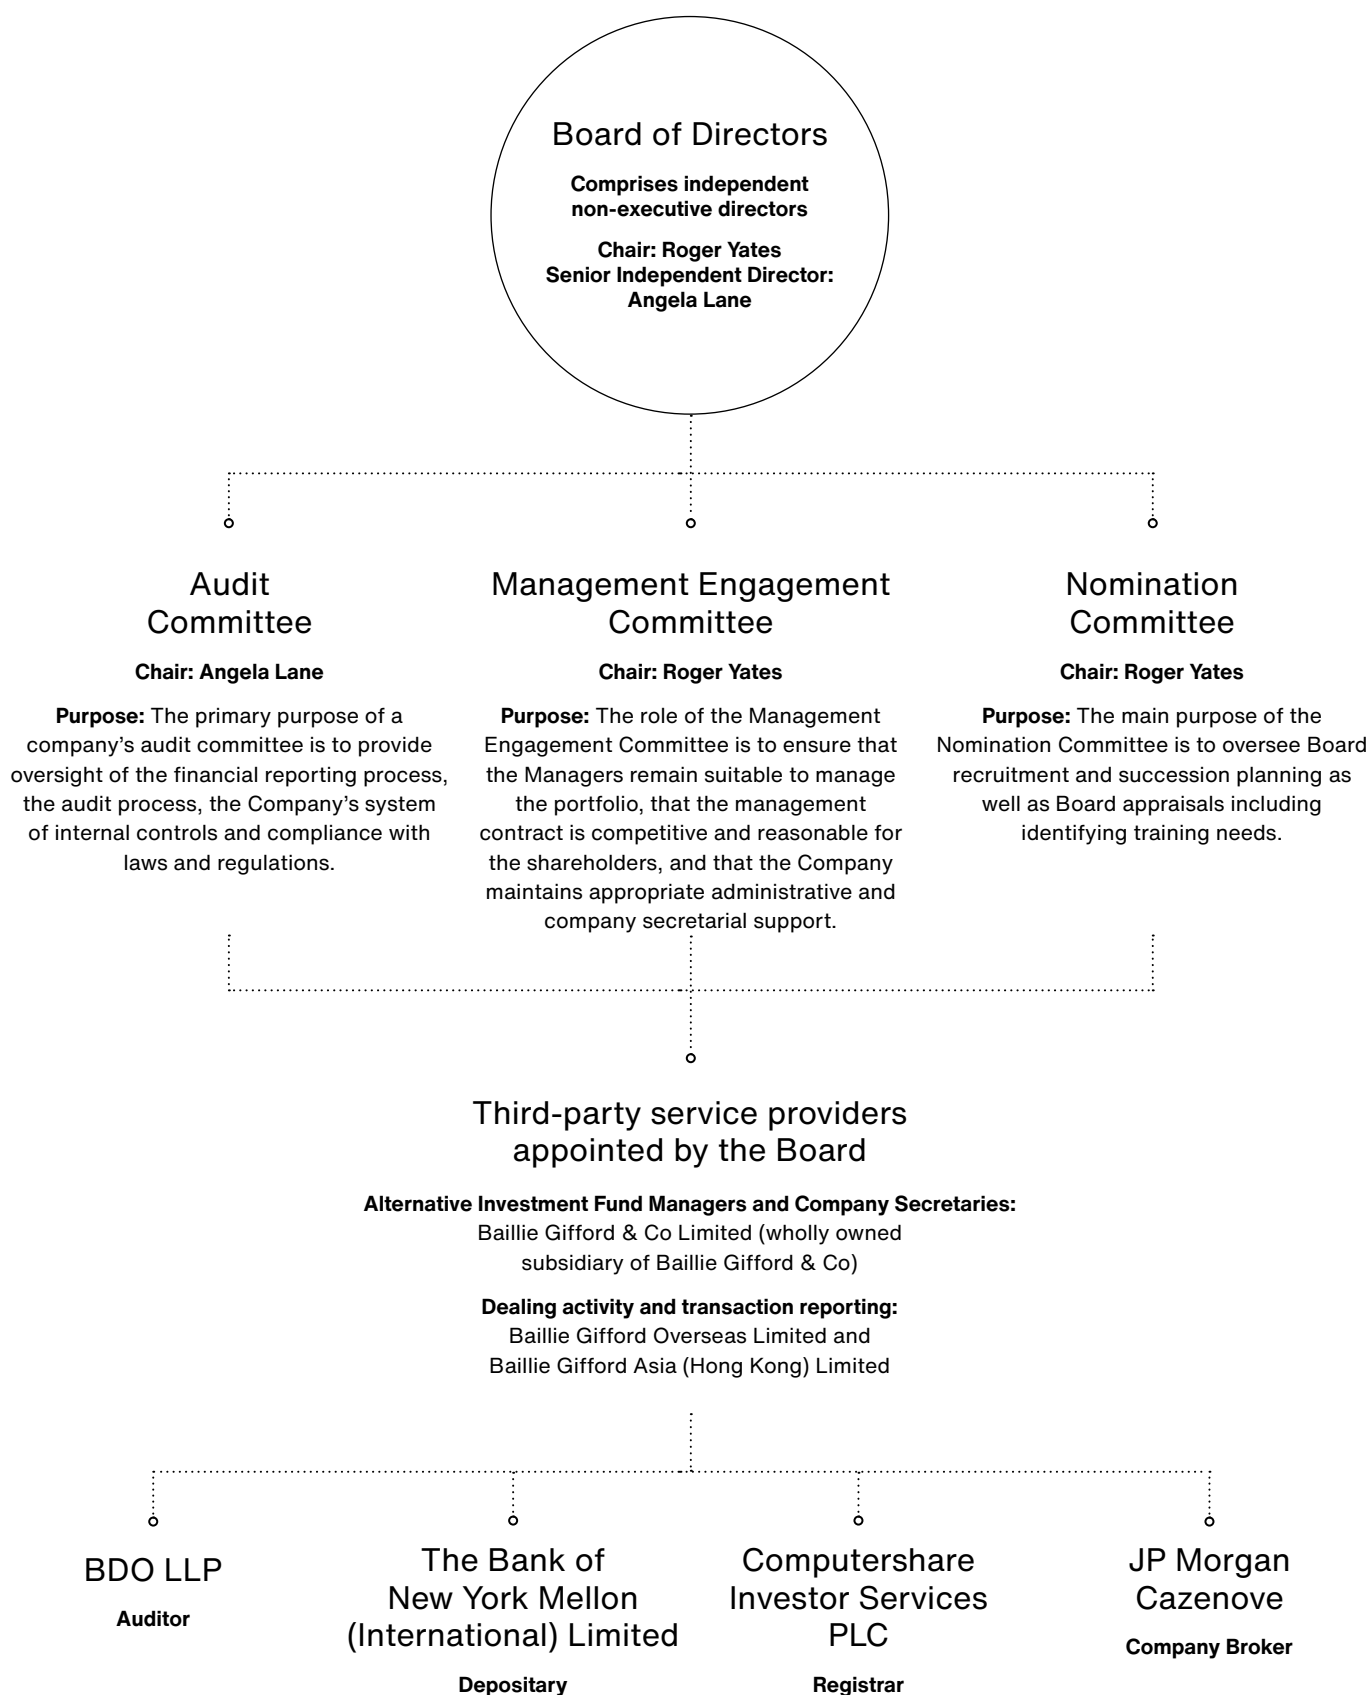 Board of Directors
Comprises independent
non-executive directors
Chair: Roger Yates
Senior Independent Director:
Angela Lane
Audit
Committee
Chair: Angela Lane
Purpose: The primary purpose of a
company’s audit committee is to provide
oversight of the financial reporting process,
the audit process, the Company’s system
of internal controls and compliance with
laws and regulations.
Management Engagement
Committee
Chair: Roger Yates
Purpose: The role of the Management
Engagement Committee is to ensure that
the Managers remain suitable to manage
the portfolio, that the management
contract is competitive and reasonable for
the shareholders, and that the Company
maintains appropriate administrative and
company secretarial support.
Nomination
Committee
Chair: Roger Yates
Purpose: The main purpose of the
Nomination Committee is to oversee Board
recruitment and succession planning as
well as Board appraisals including
identifying training needs.
Third-party service providers
appointed by the Board
Alternative Investment Fund Managers and Company Secretaries:
Baillie Gifford & Co Limited (wholly owned
subsidiary of Baillie Gifford & Co)
Dealing activity and transaction reporting:
Baillie Gifford Overseas Limited and
Baillie Gifford Asia (Hong Kong) Limited
BDO LLP
Auditor
The Bank of
New York Mellon
(International) Limited
Depositary
Computershare
Investor Services
PLC
Registrar
JP Morgan
Cazenove
Company Broker